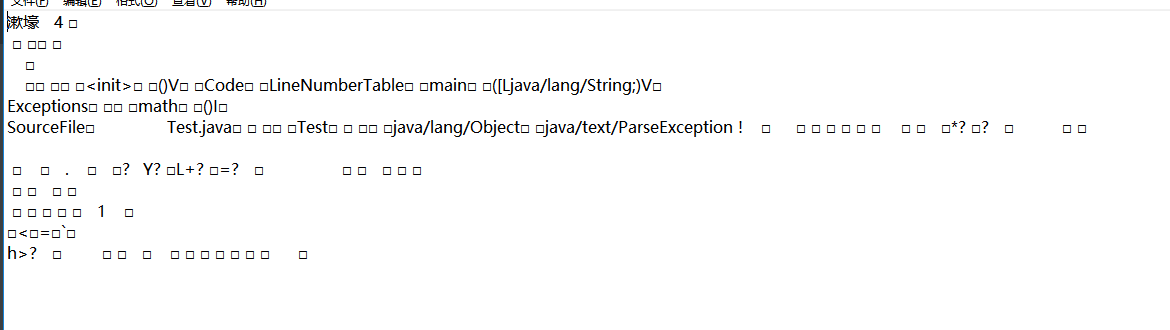 文件(F) 编辑(E) 格式(O) 查看(V) 帮助(H)
漱壕 4 □
□ □□ □
□
□□ □□ □<init>□ □()V□ □Code□ □LineNumberTable□ □main□ □([Ljava/lang/String;)V□
Exceptions□ □□ □math□ □()I□
SourceFile□ Test.java□ □ □□ □Test□ □ □□ □java/lang/Object□ □java/text/ParseException ! □ □ □ □ □ □ □ □ □ □*? □? □ □ □
□ □ . □ □? Y? □L+? □=? □ □ □ □ □ □
□ □ □ □
□ □ □ □ □ 1 □
□<□=□`□
h>? □ □ □ □ □ □ □ □ □ □ □ □